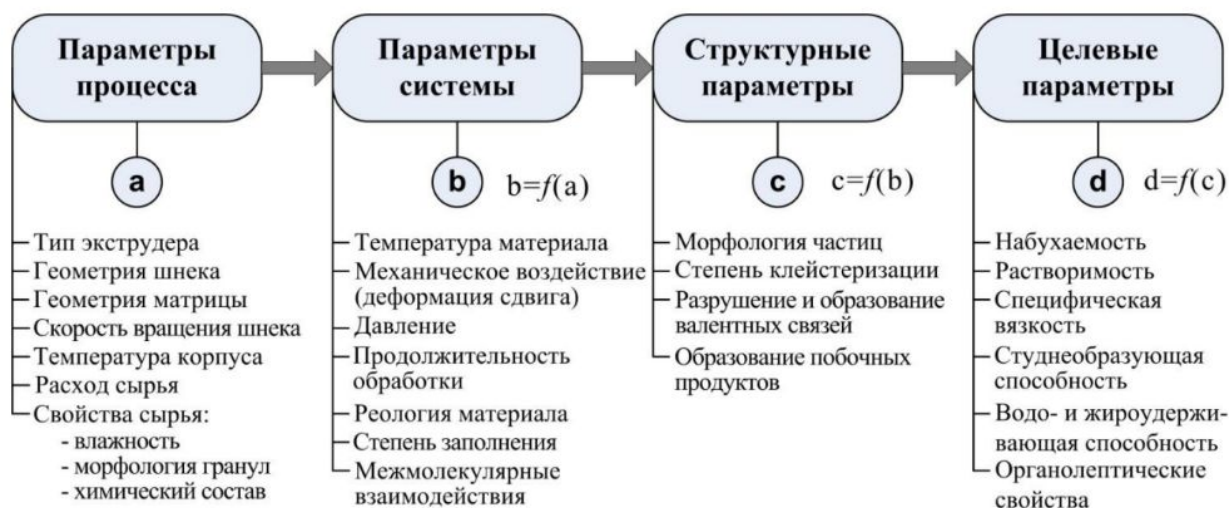 Параметры
процесса
a
Тип экструдера
Геометрия шнека
Геометрия матрицы
Скорость вращения шнека
Температура корпуса
Расход сырья
Свойства сырья:
- влажность
- морфология гранул
- химический состав
Параметры
системы
b
b=f(a)
Температура материала
Механическое воздействие
(деформация сдвига)
Давление
Продолжительность
обработки
Реология материала
Степень заполнения
Межмолекулярные
взаимодействия
Структурные
параметры
c
c=f(b)
Морфология частиц
Степень клейстеризации
Разрушение и образование
валентных связей
Образование побочных
продуктов
Целевые
параметры
d
d=f(c)
Набухаемость
Растворимость
Специфическая
вязкость
Студнеобразующая
способность
Водо- и жироудержи-
вающая способность
Органолептические
свойства